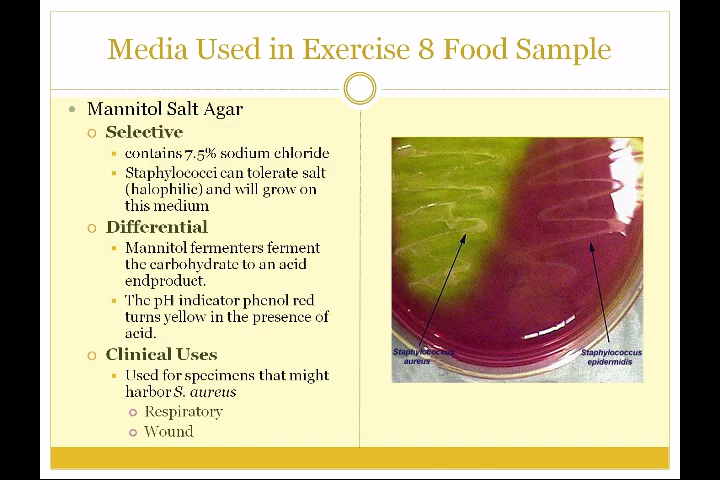 Media Used in Exercise 8 Food Sample
Mannitol Salt Agar
Selective
contains 7.5% sodium chloride
Staphylococci can tolerate salt
(halophilic) and will grow on
this medium
Differential
Mannitol fermenters ferment
the carbohydrate to an acid
endproduct.
The pH indicator phenol red
turns yellow in the presence of
acid.
Clinical Uses
Used for specimens that might
harbor S. aureus
Respiratory
Wound
Staphylococcus
aureus
Staphylococcus
epidermidis